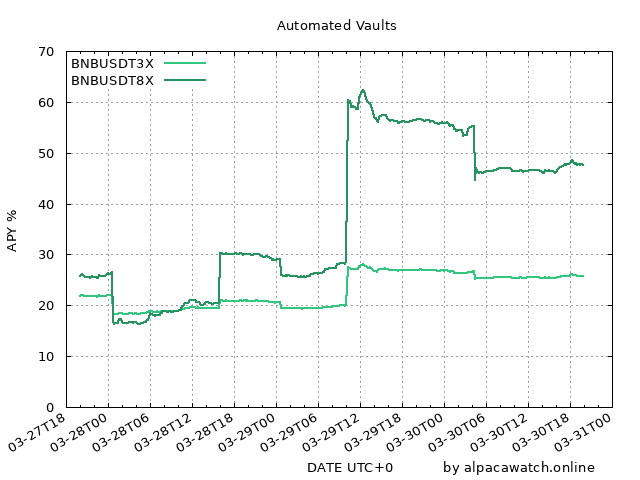 Automated Vaults
BNBUSDT3X
BNBUSDT8X
70
60
50
40
30
20
10
0
APY %
03-27T18
03-28T00
03-28T06
03-28T12
03-28T18
03-29T00
03-29T06
03-29T12
03-29T18
03-30T00
03-30T06
03-30T12
03-30T18
03-31T00
DATE UTC+0
by alpacawatch.online